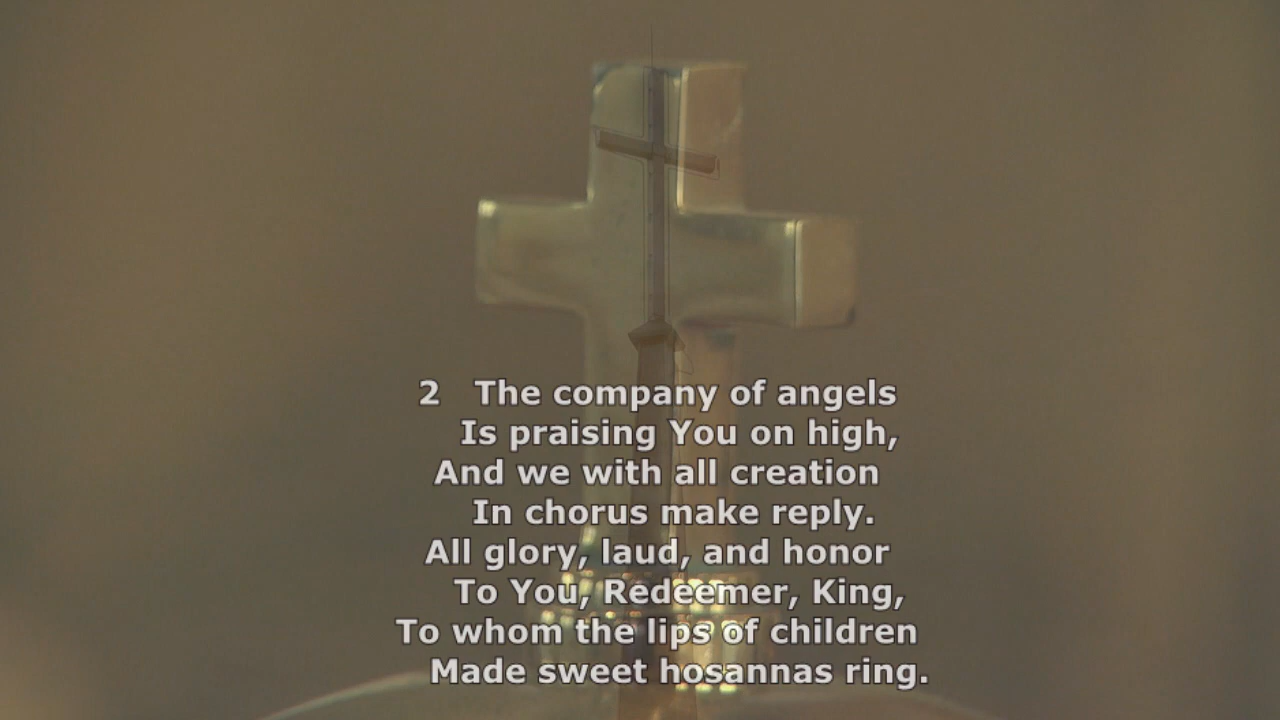 2 The company of angels
Is praising You on high,
And we with all creation
In chorus make reply.
All glory, laud, and honor
To You, Redeemer, King,
To whom the lips of children
Made sweet hosannas ring.